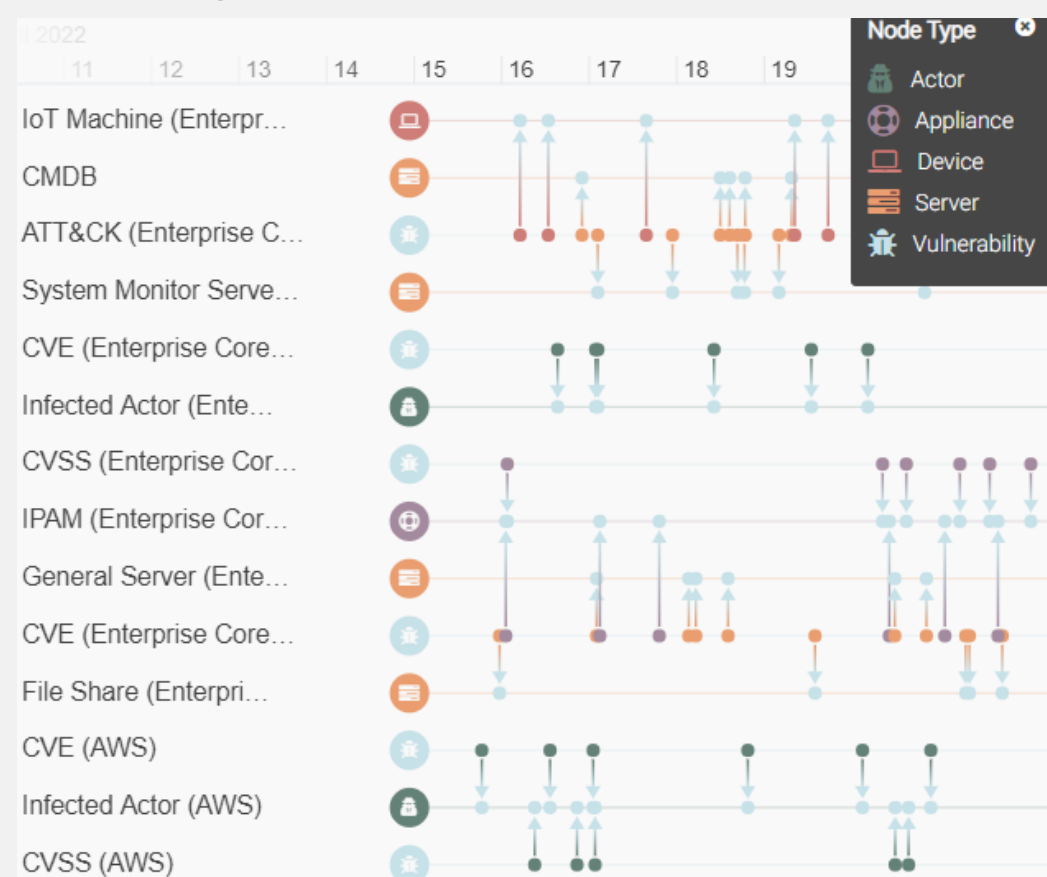 2022
Node Type
11 12 13 14 15 16 17 18 19
Actor
IoT Machine (Enterpr...
Appliance
Device
CMDB
Server
ATT&CK (Enterprise C...
Vulnerability
System Monitor Serve...
CVE (Enterprise Core...
Infected Actor (Ente...
CVSS (Enterprise Cor...
IPAM (Enterprise Cor...
General Server (Ente...
CVE (Enterprise Core...
File Share (Enterpri...
CVE (AWS)
Infected Actor (AWS)
CVSS (AWS)